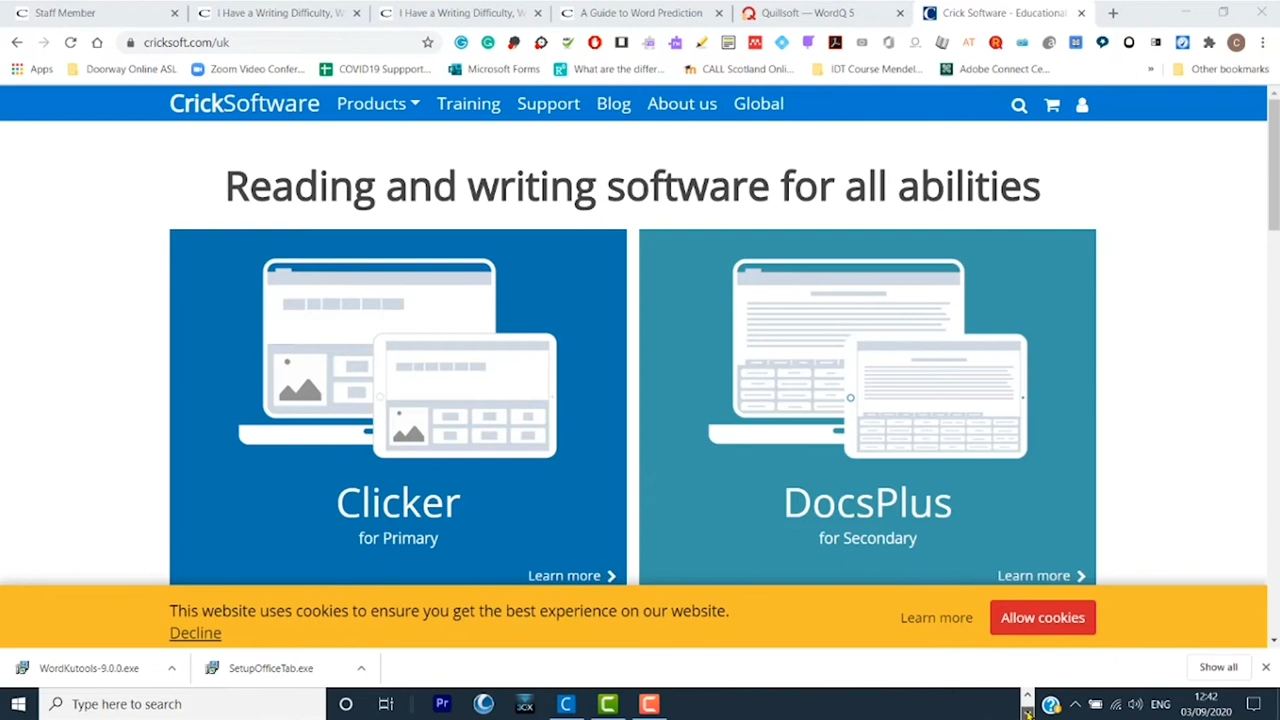 Staff Member
I Have a Writing Difficulty, W
I Have a Writing Difficulty, W
A Guide to Word Prediction
Quillsoft — WordQ 5
Crick Software - Educational
cricksoft.com/uk
Apps
Doorway Online ASL
Zoom Video Confer...
COVID19 Suppport...
Microsoft Forms
What are the differ...
CALL Scotland Onli...
IDT Course Mendel...
Adobe Connect Ce...
»
Other bookmarks
CrickSoftware
Products
Training
Support
Blog
About us
Global
Reading and writing software for all abilities
Clicker
for Primary
Learn more
DocsPlus
for Secondary
Learn more
This website uses cookies to ensure you get the best experience on our website.
Decline
Learn more
Allow cookies
WordKutools-9.0.0.exe
SetupOfficeTab.exe
Show all
Type here to search
Pr
3CX
C
C
C
ENG
12:42
03/09/2020